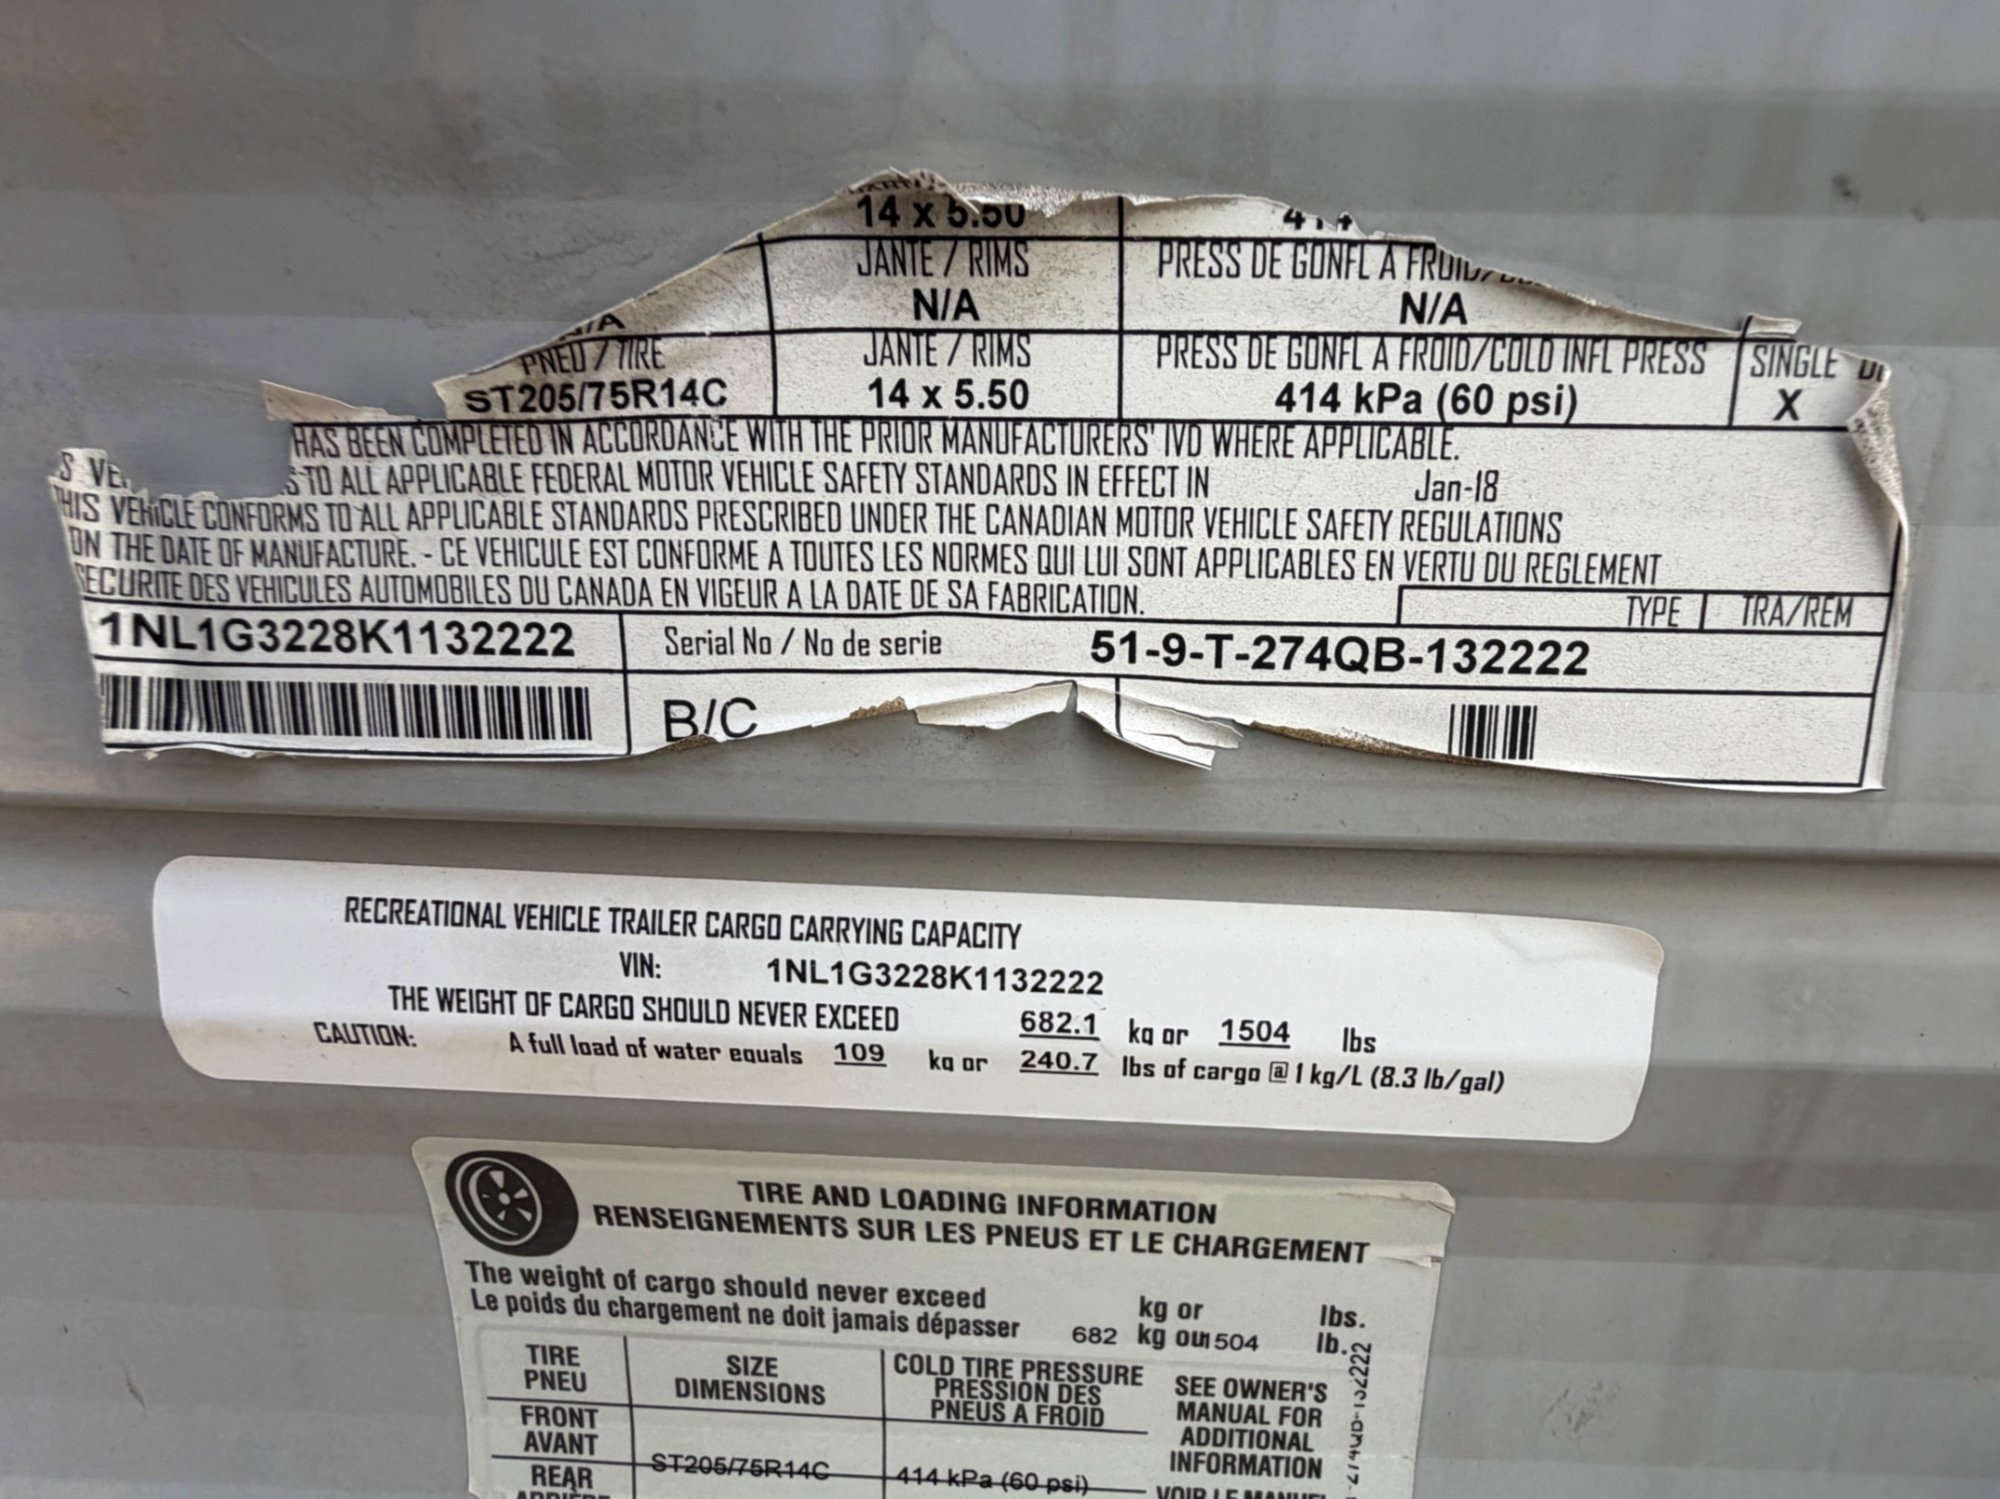 14 x 5.50
JANTE / RIMS PRESS DE GONFL A
N/A N/A
PNEU / TIRE JANTE / RIMS PRESS DE GONFL A FROID/COLD INFL PRESS SINGLE
ST205/75R14C 14 x 5.50 414 kPa (60 psi) X
HAS BEEN COMPLETED IN ACCORDANCE WITH THE PRIOR MANUFACTURERS' IVD WHERE APPLICABLE.
TO ALL APPLICABLE FEDERAL MOTOR VEHICLE SAFETY STANDARDS IN EFFECT IN Jan-18
THIS VEHICLE CONFORMS TO ALL APPLICABLE STANDARDS PRESCRIBED UNDER THE CANADIAN MOTOR VEHICLE SAFETY REGULATIONS
ON THE DATE OF MANUFACTURE. - CE VEHICULE EST CONFORME A TOUTES LES NORMES QUI LUI SONT APPLICABLES EN VERTU DU REGLEMENT
SECURITE DES VEHICULES AUTOMOBILES DU CANADA EN VIGEUR A LA DATE DE SA FABRICATION.
TYPE TRA/REM
1NL1G3228K1132222 Serial No / No de serie 51-9-T-274QB-132222
B/C
RECREATIONAL VEHICLE TRAILER CARGO CARRYING CAPACITY
VIN: 1NL1G3228K1132222
THE WEIGHT OF CARGO SHOULD NEVER EXCEED 682.1 kg or 1504 lbs
CAUTION: A full load of water equals 109 kg or 240.7 lbs of cargo @ 1 kg/L (8.3 lb/gal)
TIRE AND LOADING INFORMATION
RENSEIGNEMENTS SUR LES PNEUS ET LE CHARGEMENT
The weight of cargo should never exceed kg or lbs.
Le poids du chargement ne doit jamais dépasser 682 kg ou 1504 lb.
TIRE SIZE COLD TIRE PRESSURE
PNEU DIMENSIONS PRESSION DES
PNEUS A FROID
FRONT
AVANT
REAR ST205/75R14C 414 kPa (60 psi)
SEE OWNER'S
MANUAL FOR
ADDITIONAL
INFORMATION
VOIR LE MANUEL